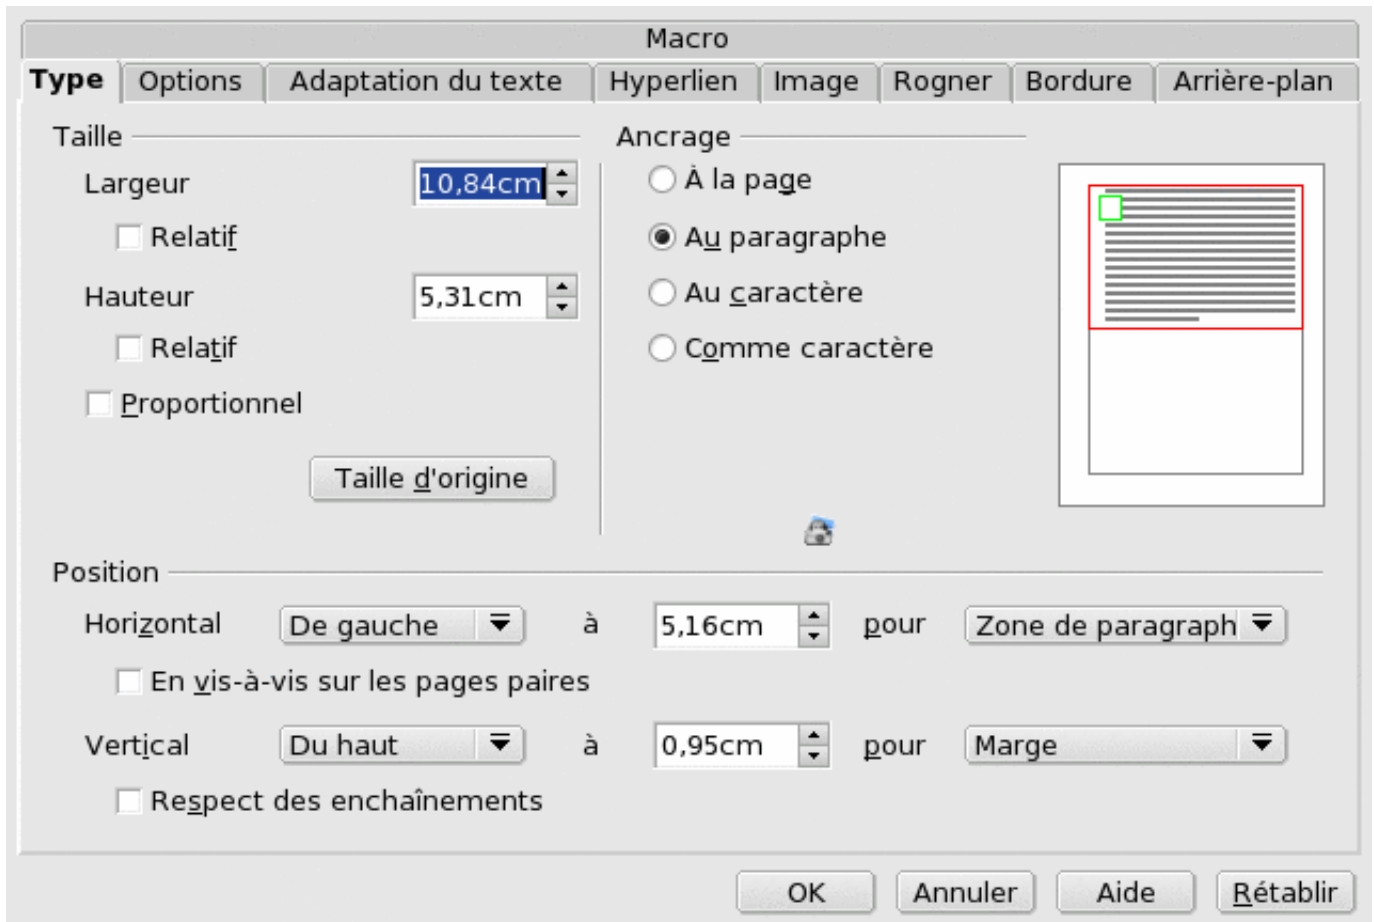 Macro
Type Options Adaptation du texte Hyperlien Image Rogner Bordure Arrière-plan
Taille Ancrage
Largeur 10,84cm À la page
Relatif Au paragraphe
Hauteur 5,31cm Au caractère
Relatif Comme caractère
Proportionnel
Taille d'origine
Position
Horizontal De gauche à 5,16cm pour Zone de paragraph
En vis-à-vis sur les pages paires
Vertical Du haut à 0,95cm pour Marge
Respect des enchaînements
OK Annuler Aide Rétablir